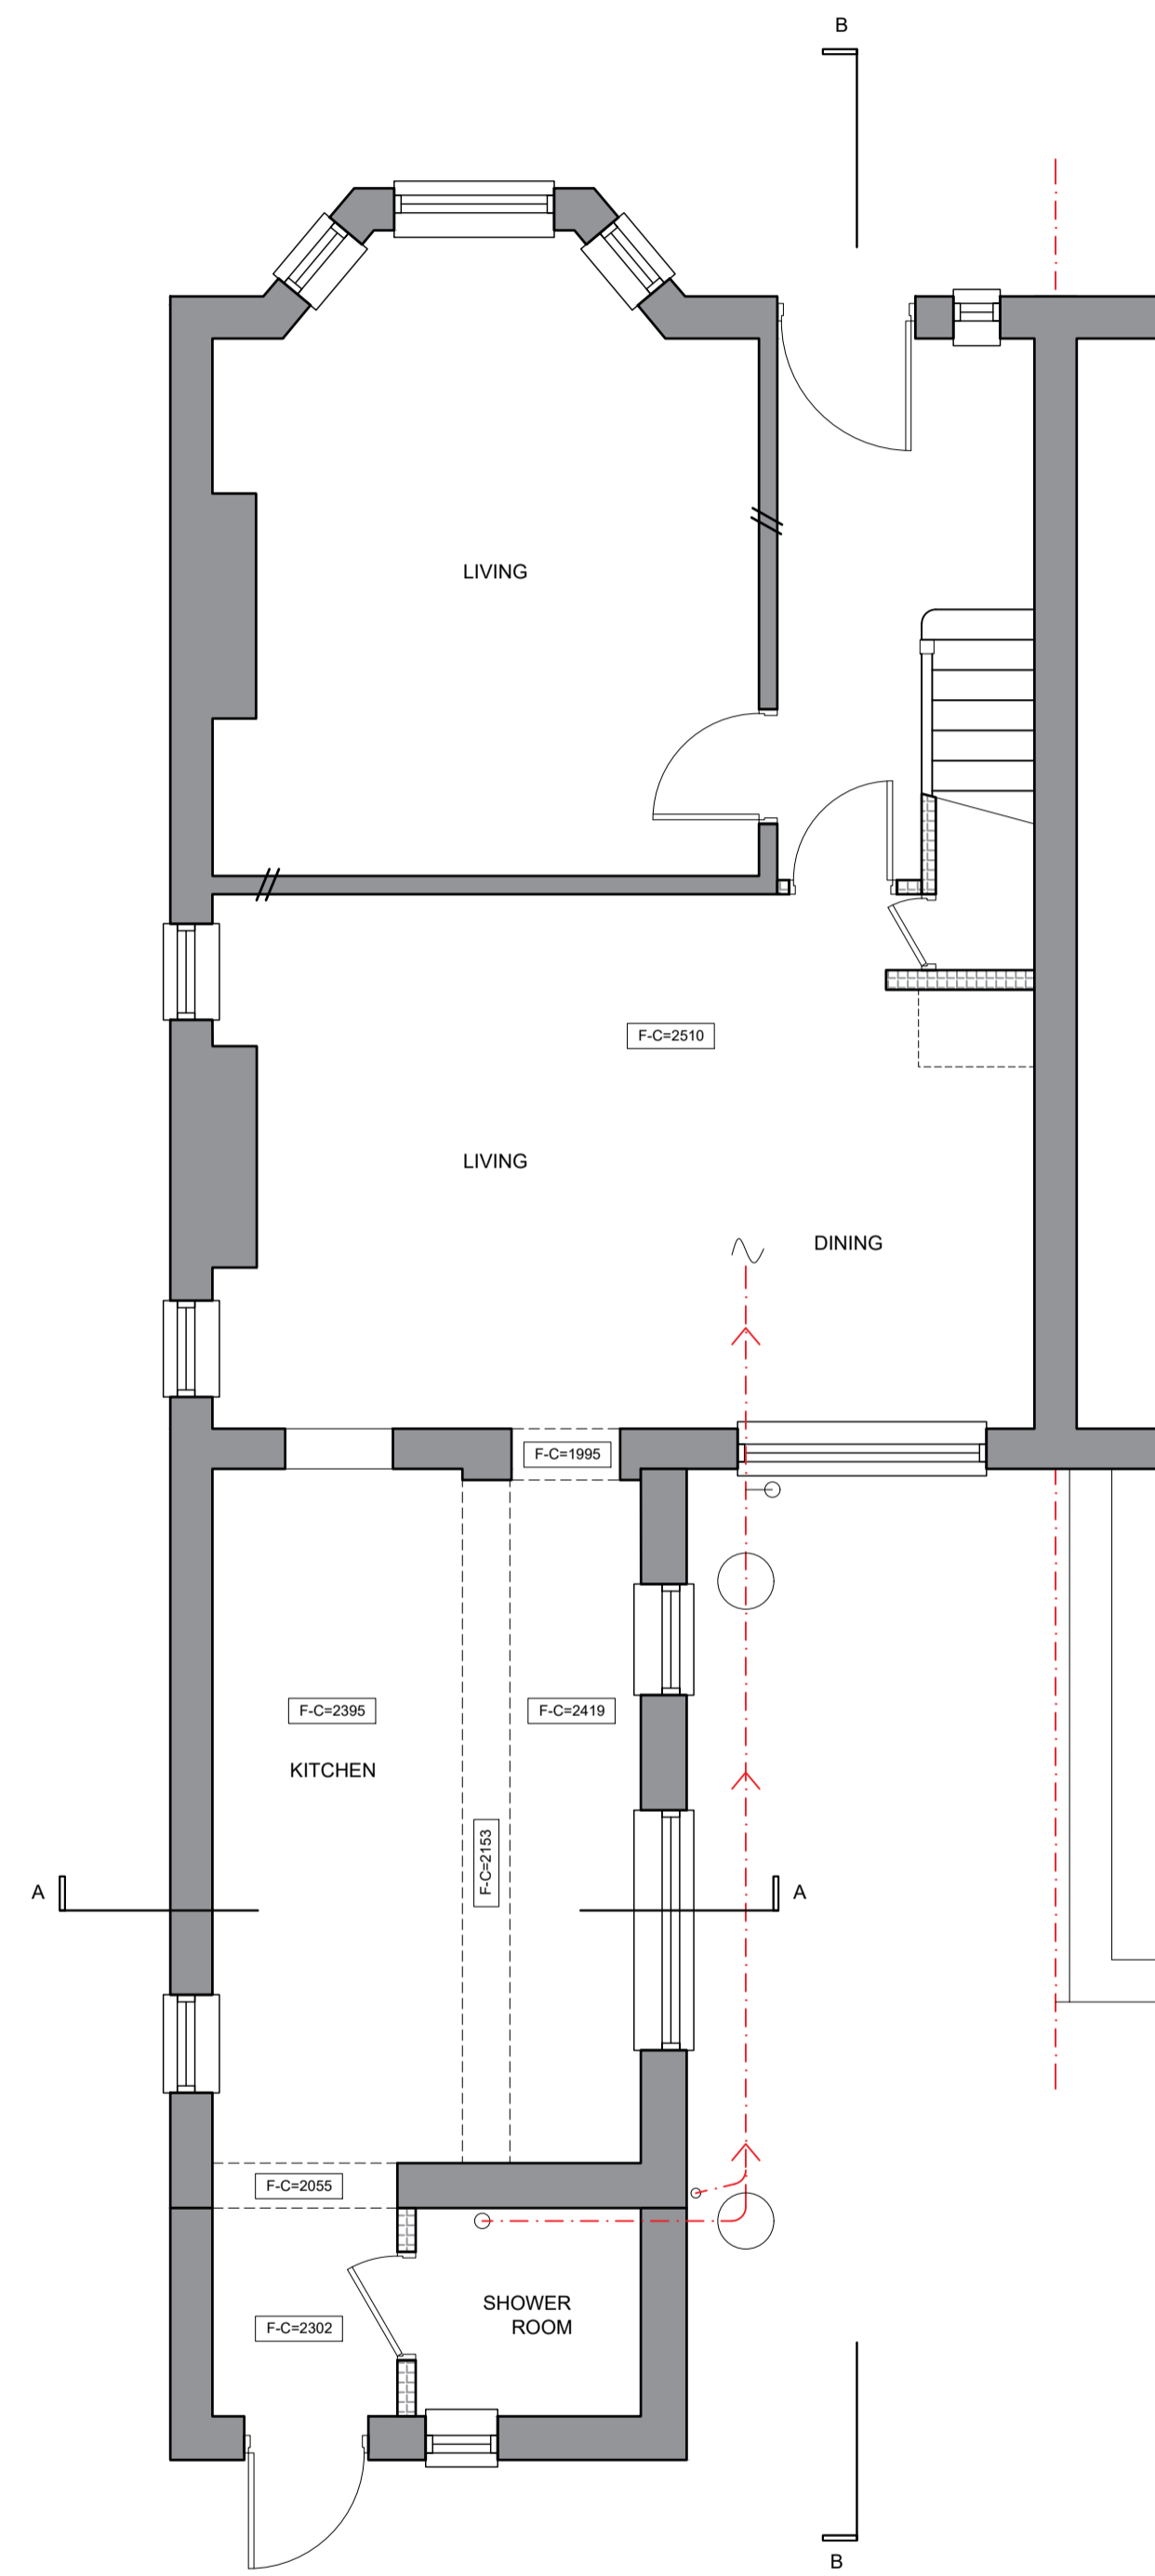 B
LIVING
F-C=2510
LIVING
DINING
F-C=1995
F-C=2395
F-C=2419
KITCHEN
F-C=2153
A
A
F-C=2055
SHOWER
ROOM
F-C=2302
B